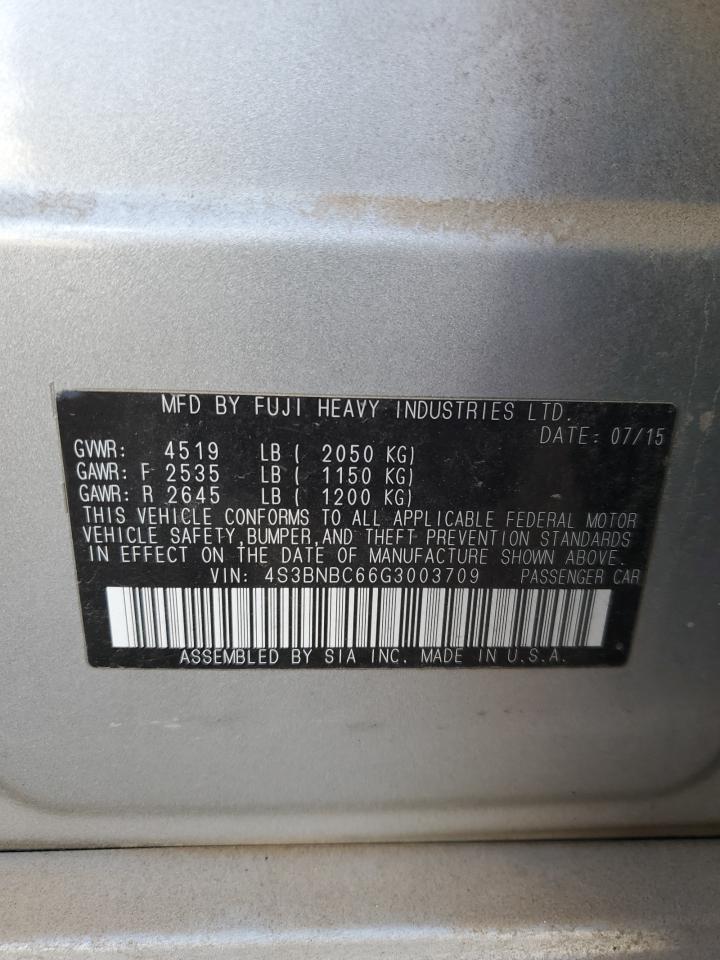 MFD BY FUJI HEAVY INDUSTRIES LTD.
DATE: 07/15
GVWR: 4519 LB ( 2050 KG)
GAWR: F 2535 LB ( 1150 KG)
GAWR: R 2645 LB ( 1200 KG)
THIS VEHICLE CONFORMS TO ALL APPLICABLE FEDERAL MOTOR
VEHICLE SAFETY, BUMPER, AND THEFT PREVENTION STANDARDS
IN EFFECT ON THE DATE OF MANUFACTURE SHOWN ABOVE.
VIN: 4S3BNBC66G3003709 PASSENGER CAR
ASSEMBLED BY SIA INC. MADE IN U.S.A.